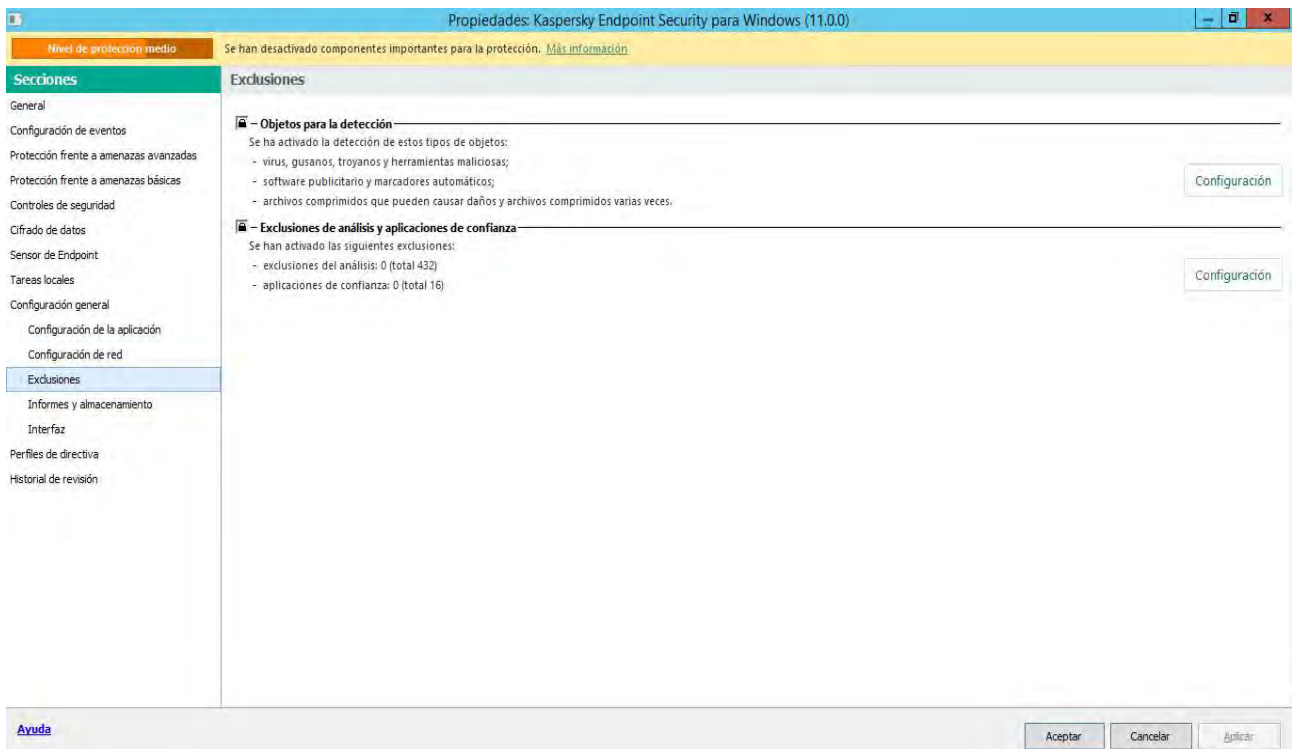 Propiedades: Kaspersky Endpoint Security para Windows (11.0.0)
Nivel de protección medio
Se han desactivado componentes importantes para la protección. Más información
Secciones
General
Configuración de eventos
Protección frente a amenazas avanzadas
Protección frente a amenazas básicas
Controles de seguridad
Cifrado de datos
Sensor de Endpoint
Tareas locales
Configuración general
Configuración de la aplicación
Configuración de red
Exclusiones
Informes y almacenamiento
Interfaz
Perfiles de directiva
Historial de revisión
Exclusiones
Objetos para la detección
Se ha activado la detección de estos tipos de objetos:
- virus, gusanos, troyanos y herramientas maliciosas;
- software publicitario y marcadores automáticos;
- archivos comprimidos que pueden causar daños y archivos comprimidos varias veces.
Configuración
Exclusiones de análisis y aplicaciones de confianza
Se han activado las siguientes exclusiones:
- exclusiones del análisis: 0 (total 432)
- aplicaciones de confianza: 0 (total 16)
Configuración
Ayuda
Aceptar
Cancelar
Aplicar